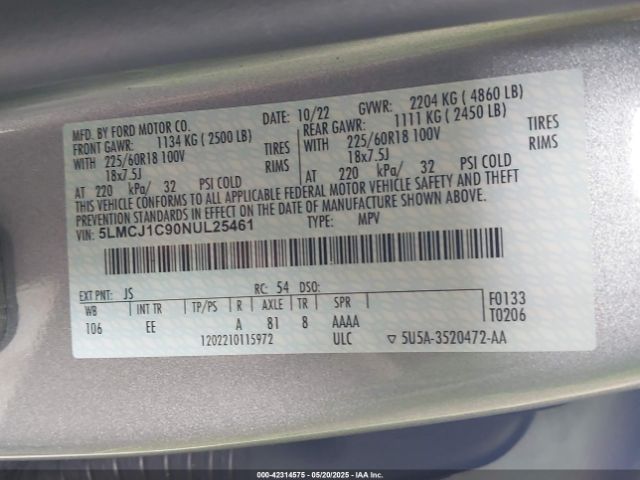 MFD. BY FORD MOTOR CO. DATE: 10/22 GVWR: 2204 KG ( 4860 LB)
FRONT GAWR: 1134 KG ( 2500 LB) REAR GAWR: 1111 KG ( 2450 LB)
WITH 225/60R18 100V TIRES WITH 225/60R18 100V TIRES
18x7.5J RIMS 18x7.5J RIMS
AT 220 kPa/ 32 PSI COLD AT 220 kPa/ 32 PSI COLD
THIS VEHICLE CONFORMS TO ALL APPLICABLE FEDERAL MOTOR VEHICLE SAFETY AND THEFT
PREVENTION STANDARDS IN EFFECT ON THE DATE OF MANUFACTURE SHOWN ABOVE.
VIN: 5LMCJ1C90NUL25461 TYPE: MPV
EXT PNT: JS RC: 54 DSO:
WB INT TR TP/PS R AXLE TR SPR
106 EE A 81 8 AAAA
F0133
T0206
1202210115972 ULC 5U5A-3520472-AA
000-42314575 — 05/20/2025 — IAAI, Inc.